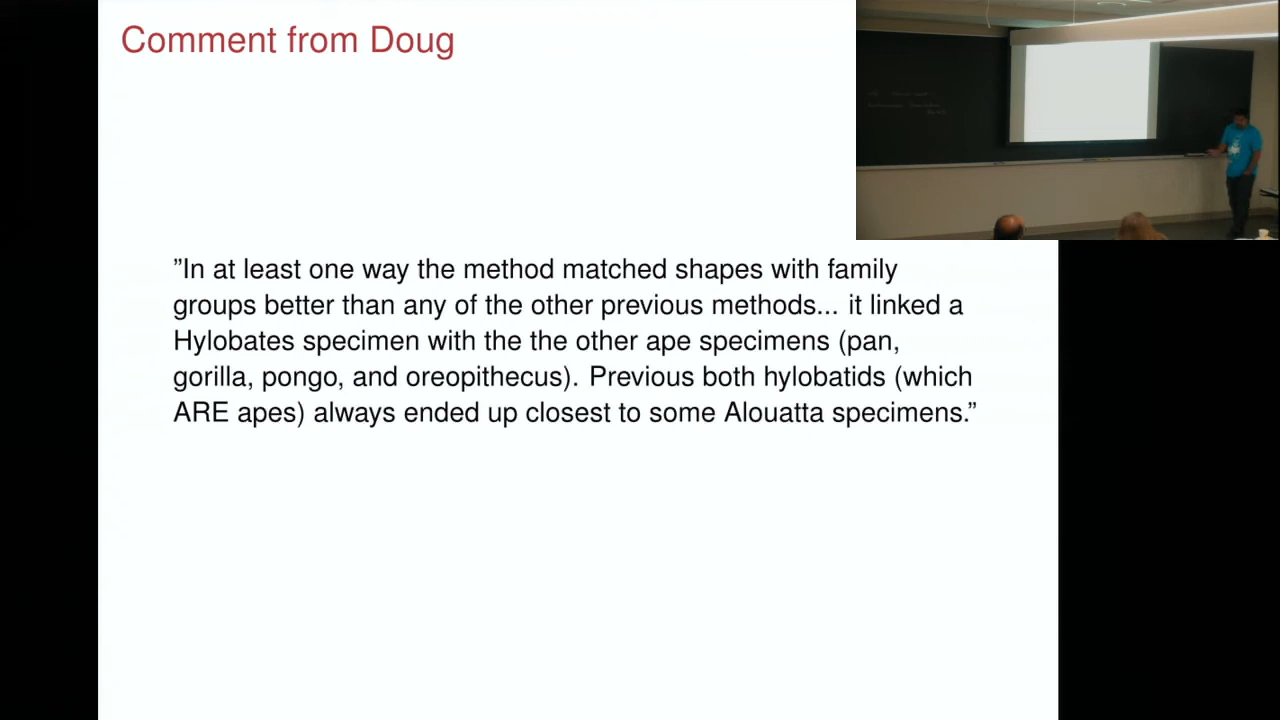 Comment from Doug
”In at least one way the method matched shapes with family
groups better than any of the other previous methods... it linked a
Hylobates specimen with the the other ape specimens (pan,
gorilla, pongo, and oreopithecus). Previous both hylobatids (which
ARE apes) always ended up closest to some Alouatta specimens.”